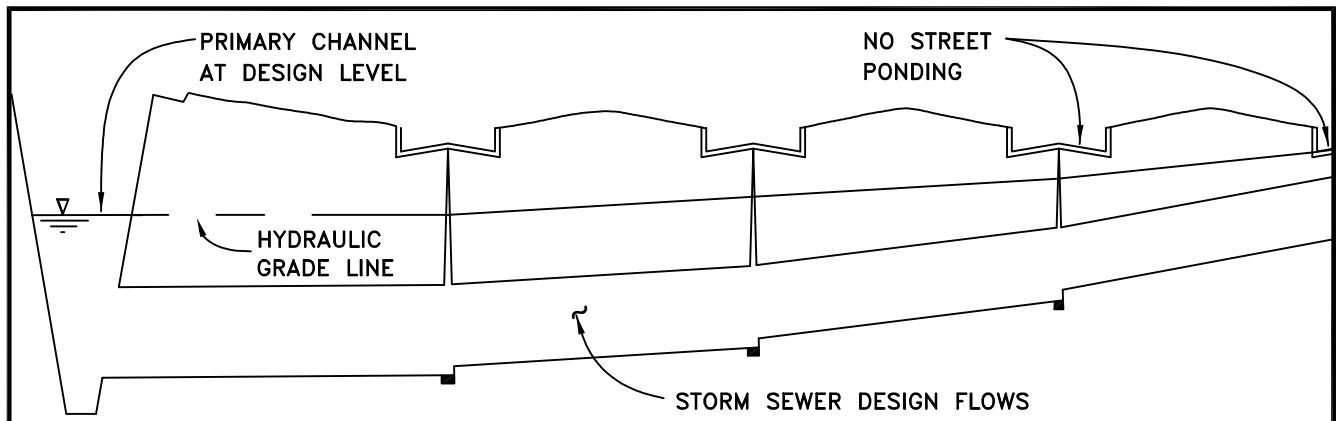 PRIMARY CHANNEL
AT DESIGN LEVEL
NO STREET
PONDING
HYDRAULIC
GRADE LINE
STORM SEWER DESIGN FLOWS